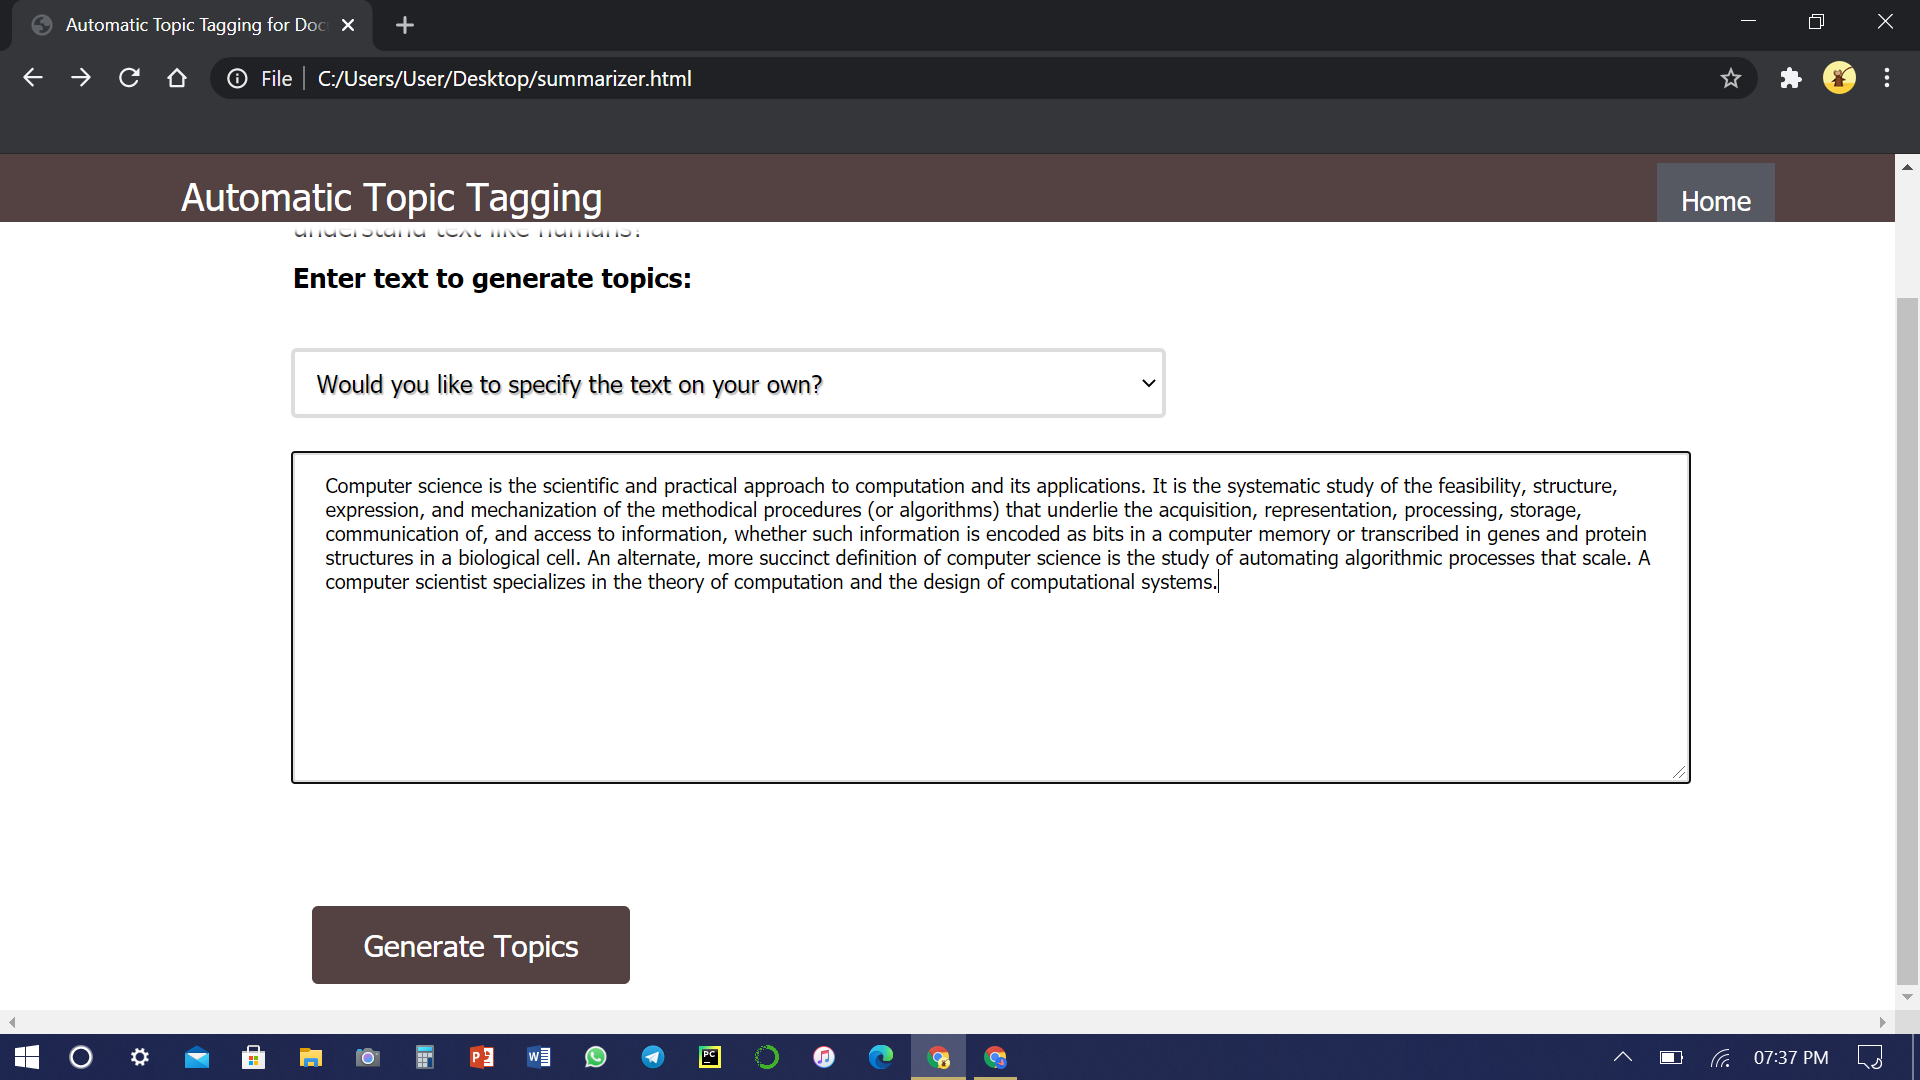 Automatic Topic Tagging for Doc
File
C:/Users/User/Desktop/summarizer.html
Automatic Topic Tagging
Home
understand text like humans!
Enter text to generate topics:
Would you like to specify the text on your own?
Computer science is the scientific and practical approach to computation and its applications. It is the systematic study of the feasibility, structure,
expression, and mechanization of the methodical procedures (or algorithms) that underlie the acquisition, representation, processing, storage,
communication of, and access to information, whether such information is encoded as bits in a computer memory or transcribed in genes and protein
structures in a biological cell. An alternate, more succinct definition of computer science is the study of automating algorithmic processes that scale. A
computer scientist specializes in the theory of computation and the design of computational systems.
Generate Topics
07:37 PM